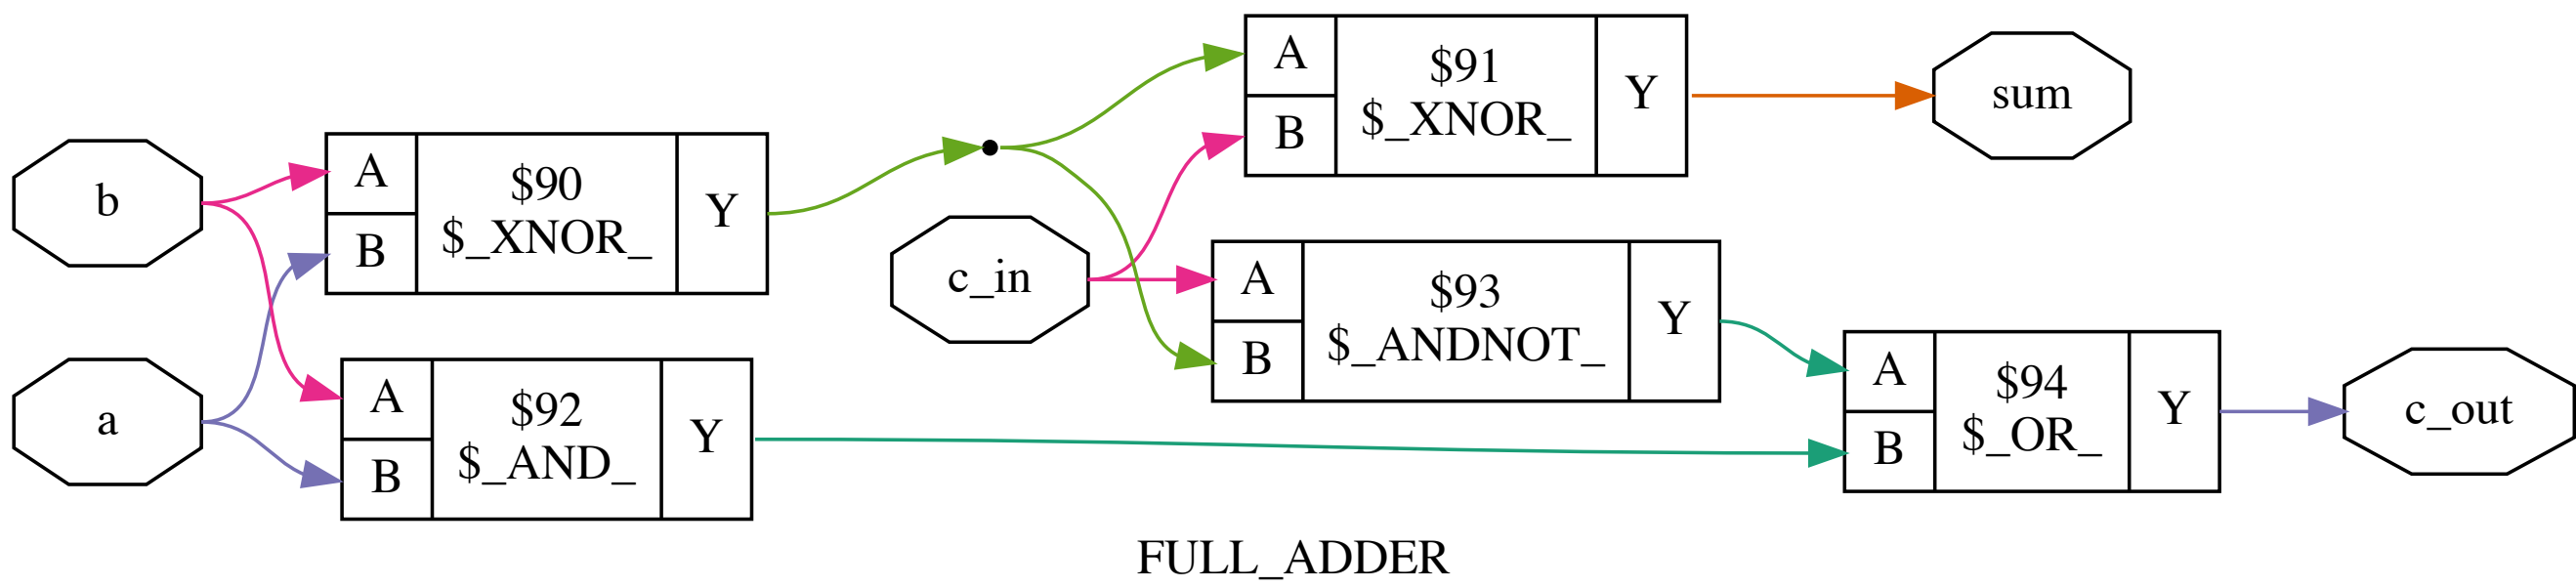 b
a
A
B
$90
$_XNOR_
Y
A
B
$92
$_AND_
Y
c_in
A
B
$91
$_XNOR_
Y
A
B
$93
$_ANDNOT_
Y
sum
A
B
$94
$_OR_
Y
c_out
FULL_ADDER